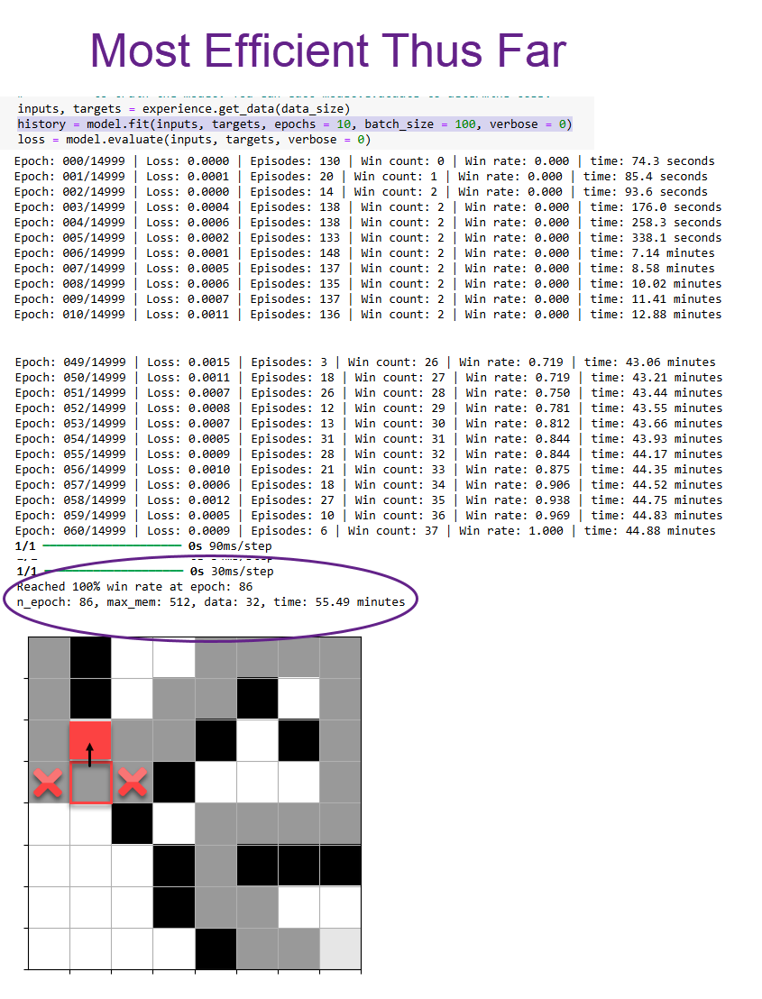 Most Efficient Thus Far
inputs, targets = experience.get_data(data_size)
history = model.fit(inputs, targets, epochs = 10, batch_size = 100, verbose = 0)
loss = model.evaluate(inputs, targets, verbose = 0)
Epoch: 000/14999 | Loss: 0.0000 | Episodes: 130 | Win count: 0 | Win rate: 0.000 | time: 74.3 seconds
Epoch: 001/14999 | Loss: 0.0001 | Episodes: 20 | Win count: 1 | Win rate: 0.000 | time: 85.4 seconds
Epoch: 002/14999 | Loss: 0.0000 | Episodes: 14 | Win count: 2 | Win rate: 0.000 | time: 93.6 seconds
Epoch: 003/14999 | Loss: 0.0004 | Episodes: 138 | Win count: 2 | Win rate: 0.000 | time: 176.0 seconds
Epoch: 004/14999 | Loss: 0.0006 | Episodes: 138 | Win count: 2 | Win rate: 0.000 | time: 258.3 seconds
Epoch: 005/14999 | Loss: 0.0002 | Episodes: 133 | Win count: 2 | Win rate: 0.000 | time: 338.1 seconds
Epoch: 006/14999 | Loss: 0.0001 | Episodes: 148 | Win count: 2 | Win rate: 0.000 | time: 7.14 minutes
Epoch: 007/14999 | Loss: 0.0005 | Episodes: 137 | Win count: 2 | Win rate: 0.000 | time: 8.58 minutes
Epoch: 008/14999 | Loss: 0.0006 | Episodes: 135 | Win count: 2 | Win rate: 0.000 | time: 10.02 minutes
Epoch: 009/14999 | Loss: 0.0007 | Episodes: 137 | Win count: 2 | Win rate: 0.000 | time: 11.41 minutes
Epoch: 010/14999 | Loss: 0.0011 | Episodes: 136 | Win count: 2 | Win rate: 0.000 | time: 12.88 minutes
Epoch: 049/14999 | Loss: 0.0015 | Episodes: 3 | Win count: 26 | Win rate: 0.719 | time: 43.06 minutes
Epoch: 050/14999 | Loss: 0.0011 | Episodes: 18 | Win count: 27 | Win rate: 0.719 | time: 43.21 minutes
Epoch: 051/14999 | Loss: 0.0007 | Episodes: 26 | Win count: 28 | Win rate: 0.750 | time: 43.44 minutes
Epoch: 052/14999 | Loss: 0.0008 | Episodes: 12 | Win count: 29 | Win rate: 0.781 | time: 43.55 minutes
Epoch: 053/14999 | Loss: 0.0007 | Episodes: 13 | Win count: 30 | Win rate: 0.812 | time: 43.66 minutes
Epoch: 054/14999 | Loss: 0.0005 | Episodes: 31 | Win count: 31 | Win rate: 0.844 | time: 43.93 minutes
Epoch: 055/14999 | Loss: 0.0009 | Episodes: 28 | Win count: 32 | Win rate: 0.844 | time: 44.17 minutes
Epoch: 056/14999 | Loss: 0.0010 | Episodes: 21 | Win count: 33 | Win rate: 0.875 | time: 44.35 minutes
Epoch: 057/14999 | Loss: 0.0006 | Episodes: 18 | Win count: 34 | Win rate: 0.906 | time: 44.52 minutes
Epoch: 058/14999 | Loss: 0.0012 | Episodes: 27 | Win count: 35 | Win rate: 0.938 | time: 44.75 minutes
Epoch: 059/14999 | Loss: 0.0005 | Episodes: 10 | Win count: 36 | Win rate: 0.969 | time: 44.83 minutes
Epoch: 060/14999 | Loss: 0.0009 | Episodes: 6 | Win count: 37 | Win rate: 1.000 | time: 44.88 minutes
1/1 0s 90ms/step
1/1 0s 30ms/step
Reached 100% win rate at epoch: 86
n_epoch: 86, max_mem: 512, data: 32, time: 55.49 minutes